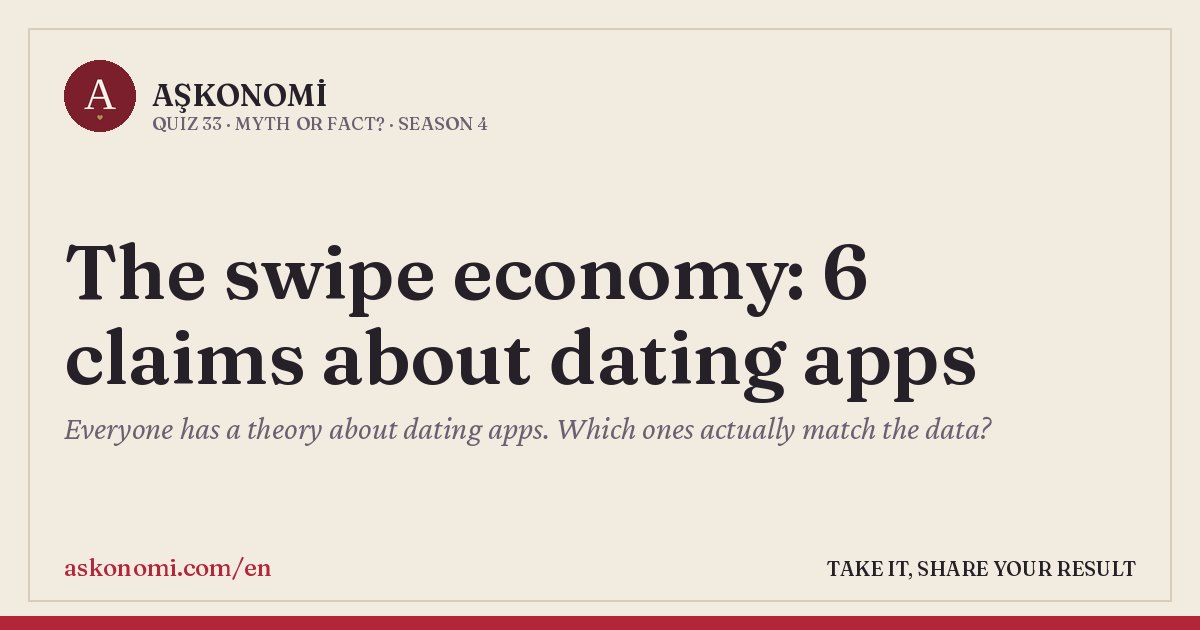 A
AŞKONOMİ
QUIZ 33 · MYTH OR FACT? · SEASON 4
The swipe economy: 6
claims about dating apps
Everyone has a theory about dating apps. Which ones actually match the data?
askonomi.com/en
TAKE IT, SHARE YOUR RESULT